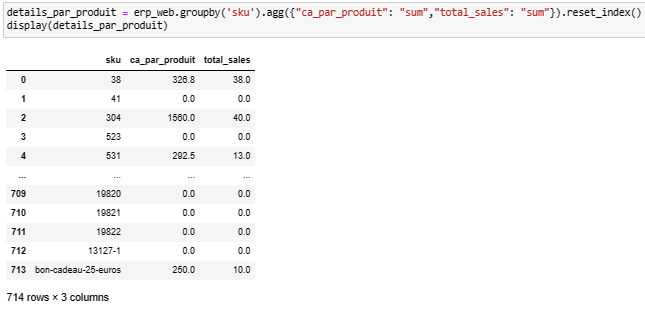 details_par_produit = erp_web.groupby('sku').agg({"ca_par_produit": "sum","total_sales": "sum"}).reset_index()
display(details_par_produit)
sku ca_par_produit total_sales
0 38 326.8 38.0
1 41 0.0 0.0
2 304 1560.0 40.0
3 523 0.0 0.0
4 531 292.5 13.0
... ... ... ...
709 19820 0.0 0.0
710 19821 0.0 0.0
711 19822 0.0 0.0
712 13127-1 0.0 0.0
713 bon-cadeau-25-euros 250.0 10.0
714 rows × 3 columns